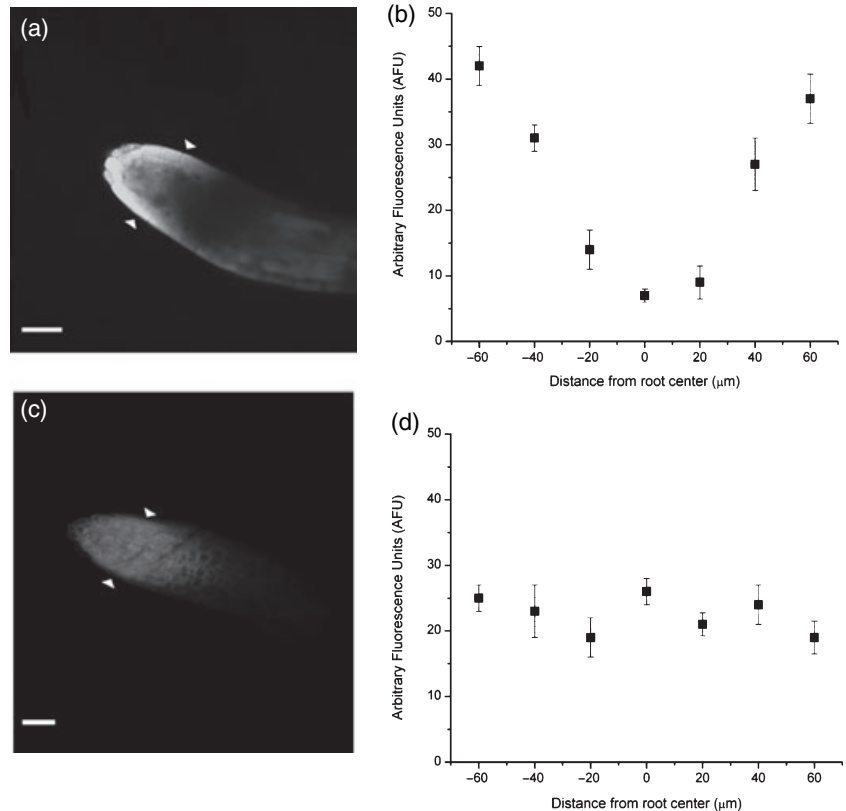 (a)
(b)
50
40
30
20
10
0
Arbitrary Fluorescence Units (AFU)
−60 −40 −20 0 20 40 60
Distance from root center (μm)
(c)
(d)
50
40
30
20
10
0
Arbitrary Fluorescence Units (AFU)
−60 −40 −20 0 20 40 60
Distance from root center (μm)